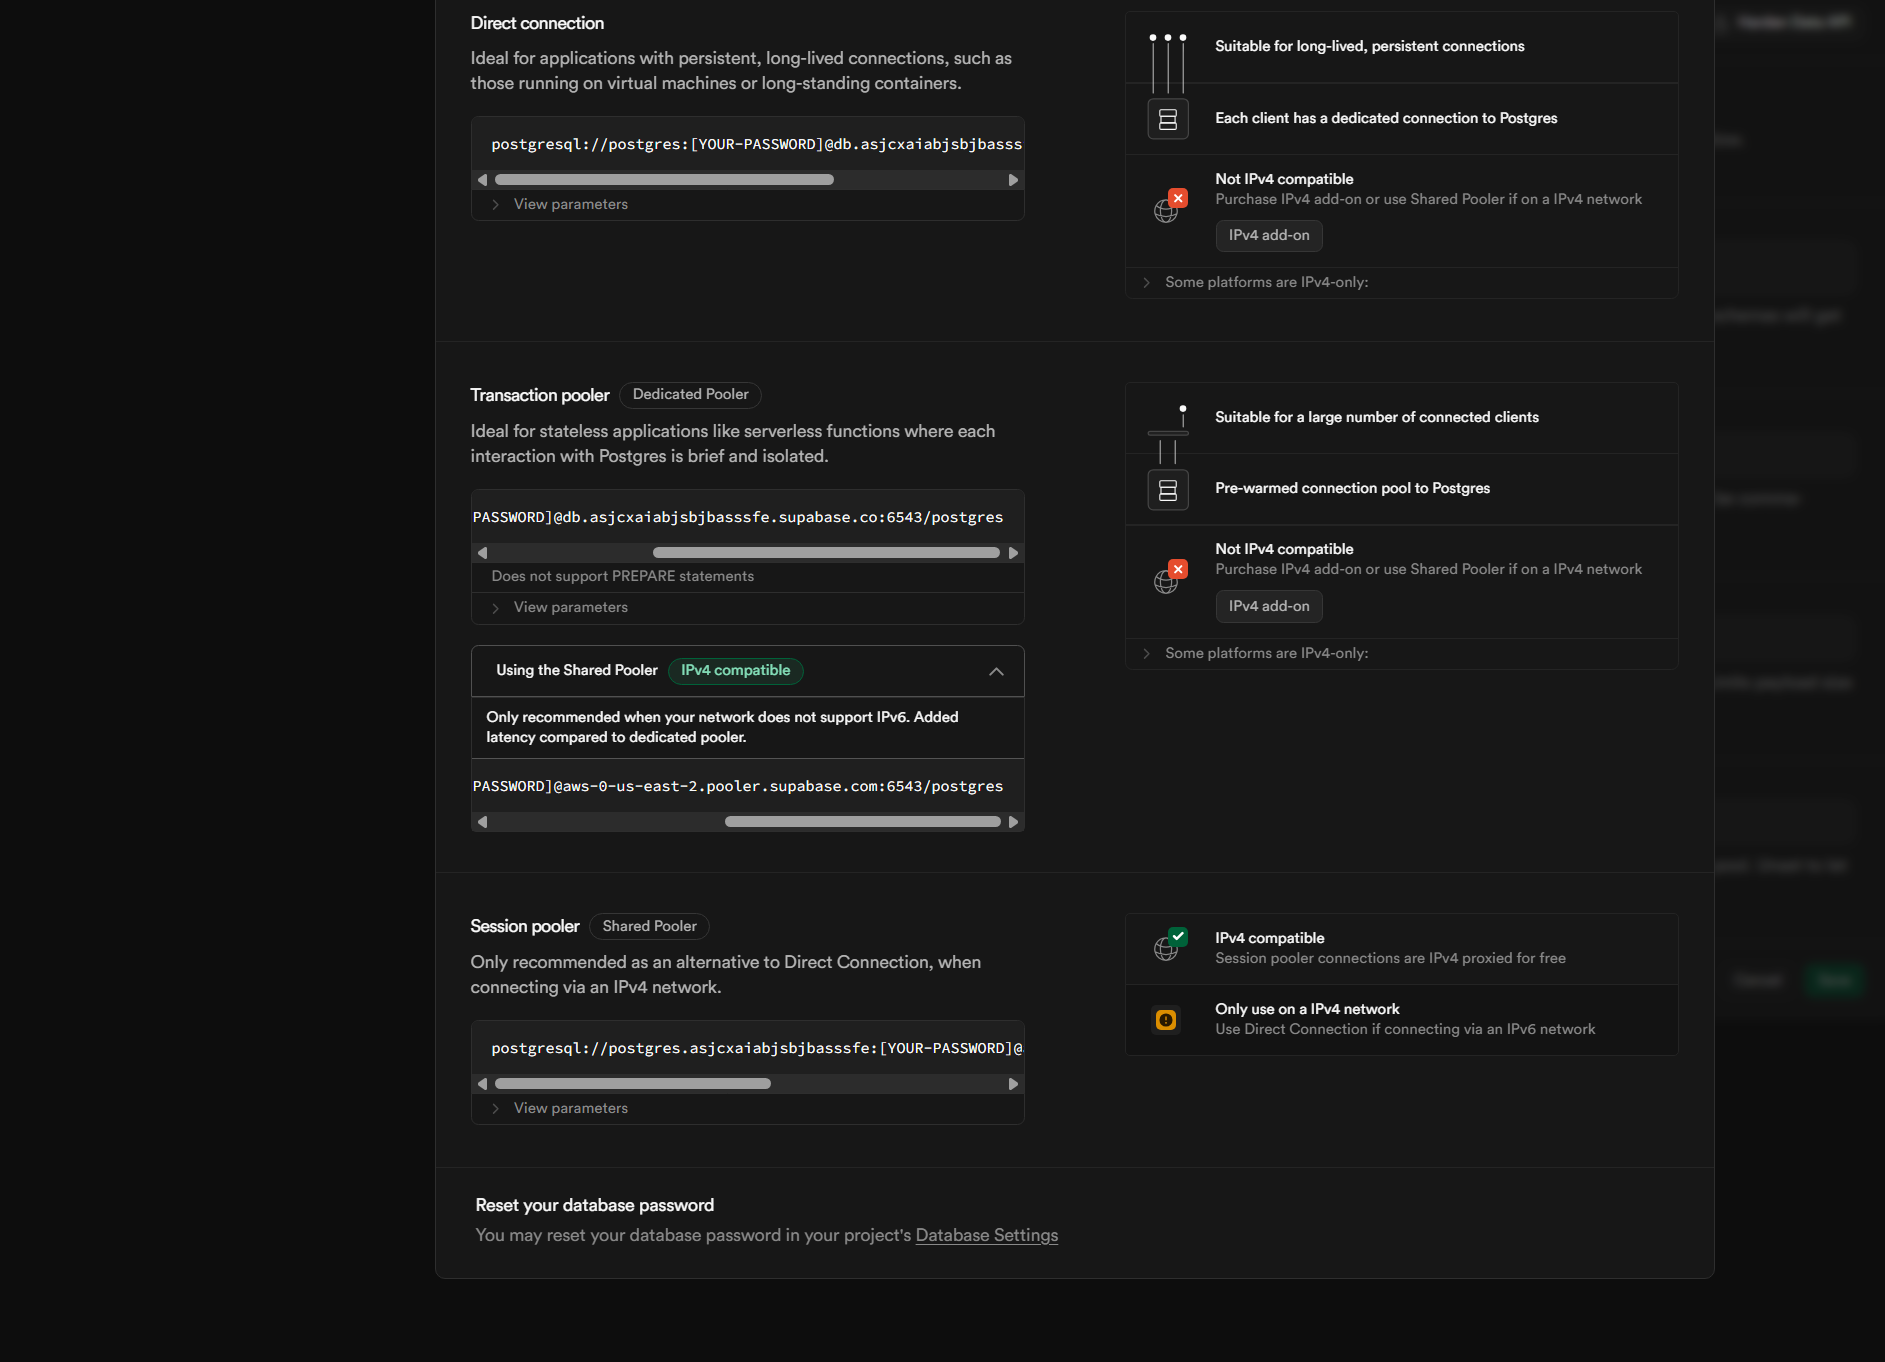 Direct connection
Ideal for applications with persistent, long-lived connections, such as
those running on virtual machines or long-standing containers.
postgresql://postgres:[YOUR-PASSWORD]@db.asjcxaiabjsbjbasss
View parameters
Suitable for long-lived, persistent connections
Each client has a dedicated connection to Postgres
Not IPv4 compatible
Purchase IPv4 add-on or use Shared Pooler if on a IPv4 network
IPv4 add-on
Some platforms are IPv4-only:
Transaction pooler
Dedicated Pooler
Ideal for stateless applications like serverless functions where each
interaction with Postgres is brief and isolated.
PASSWORD]@db.asjcxaiabjsbjbasssfe.supabase.co:6543/postgres
Does not support PREPARE statements
View parameters
Using the Shared Pooler
IPv4 compatible
Only recommended when your network does not support IPv6. Added
latency compared to dedicated pooler.
PASSWORD]@aws-0-us-east-2.pooler.supabase.com:6543/postgres
Suitable for a large number of connected clients
Pre-warmed connection pool to Postgres
Not IPv4 compatible
Purchase IPv4 add-on or use Shared Pooler if on a IPv4 network
IPv4 add-on
Some platforms are IPv4-only:
Session pooler
Shared Pooler
Only recommended as an alternative to Direct Connection, when
connecting via an IPv4 network.
postgresql://postgres.asjcxaiabjsbjbasssfe:[YOUR-PASSWORD]@
View parameters
IPv4 compatible
Session pooler connections are IPv4 proxied for free
Only use on a IPv4 network
Use Direct Connection if connecting via an IPv6 network
Reset your database password
You may reset your database password in your project's Database Settings